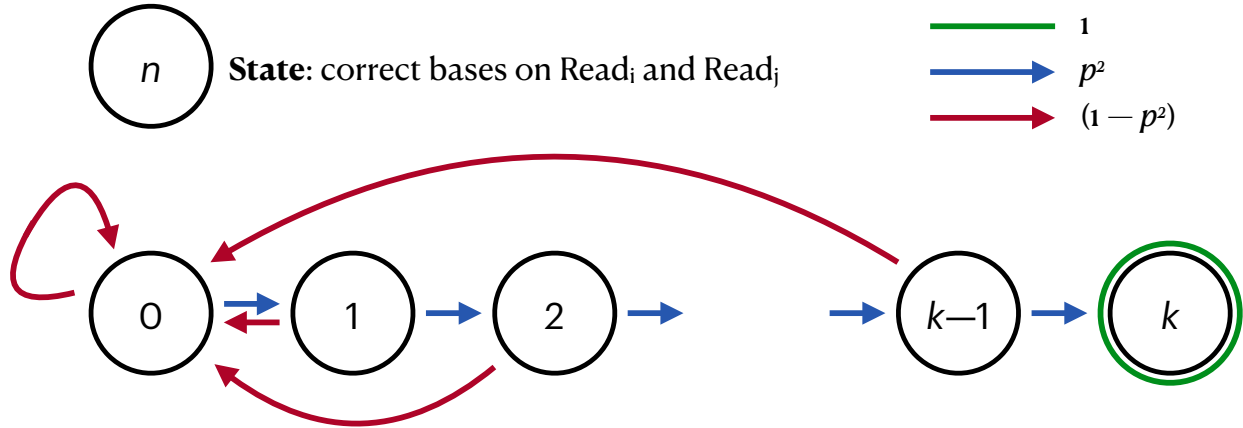 n
State: correct bases on Readᵢ and Readⱼ
1
p²
(1 — p²)
0
1
2
k—1
k